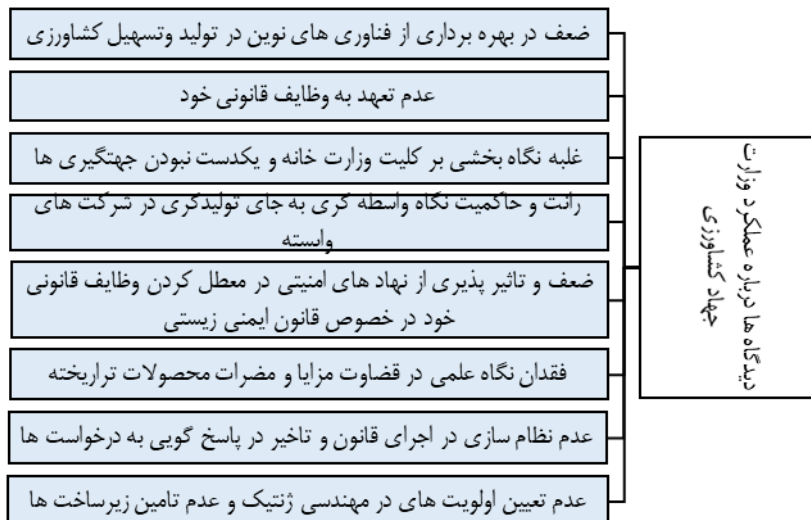 ضعف در بهره برداری از فناوری های نوین در تولید وتسهیل کشاورزی
عدم تعهد به وظایف قانونی خود
غلبه نگاه بخشی بر کلیت وزارت خانه و یکدست نبودن جهتگیری ها
رانت و حاکمیت نگاه واسطه گری به جای تولیدگری در شرکت های
وابسته
ضعف و تاثیر پذیری از نهاد های امنیتی در معطل کردن وظایف قانونی
خود در خصوص قانون ایمنی زیستی
فقدان نگاه علمی در قضاوت مزایا و مضرات محصولات تراریخته
عدم نظام سازی در اجرای قانون و تاخیر در پاسخ گویی به درخواست ها
عدم تعیین اولویت های در مهندسی ژنتیک و عدم تامین زیرساخت ها
دیدگاه ها درباره عملکرد وزارت
جهاد کشاورزی